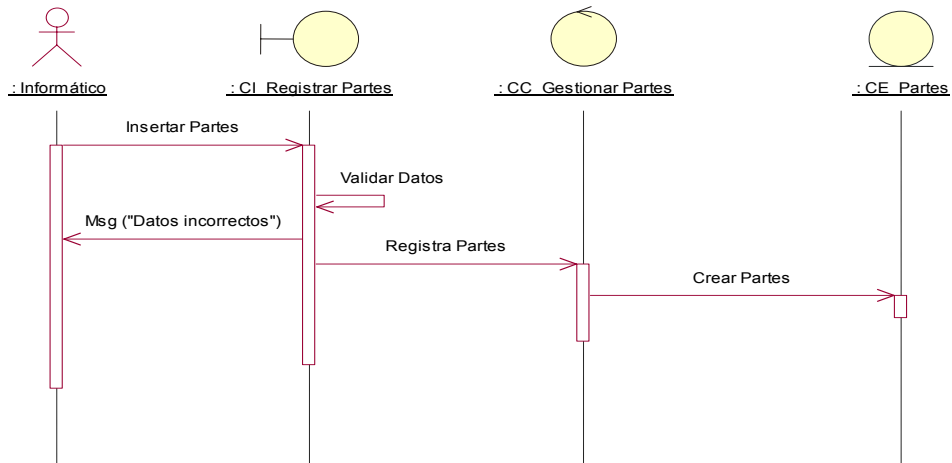 : Informático
: CI_Registrar Partes
: CC_Gestionar Partes
: CE_Partes
Insertar Partes
Validar Datos
Msg ("Datos incorrectos")
Registra Partes
Crear Partes